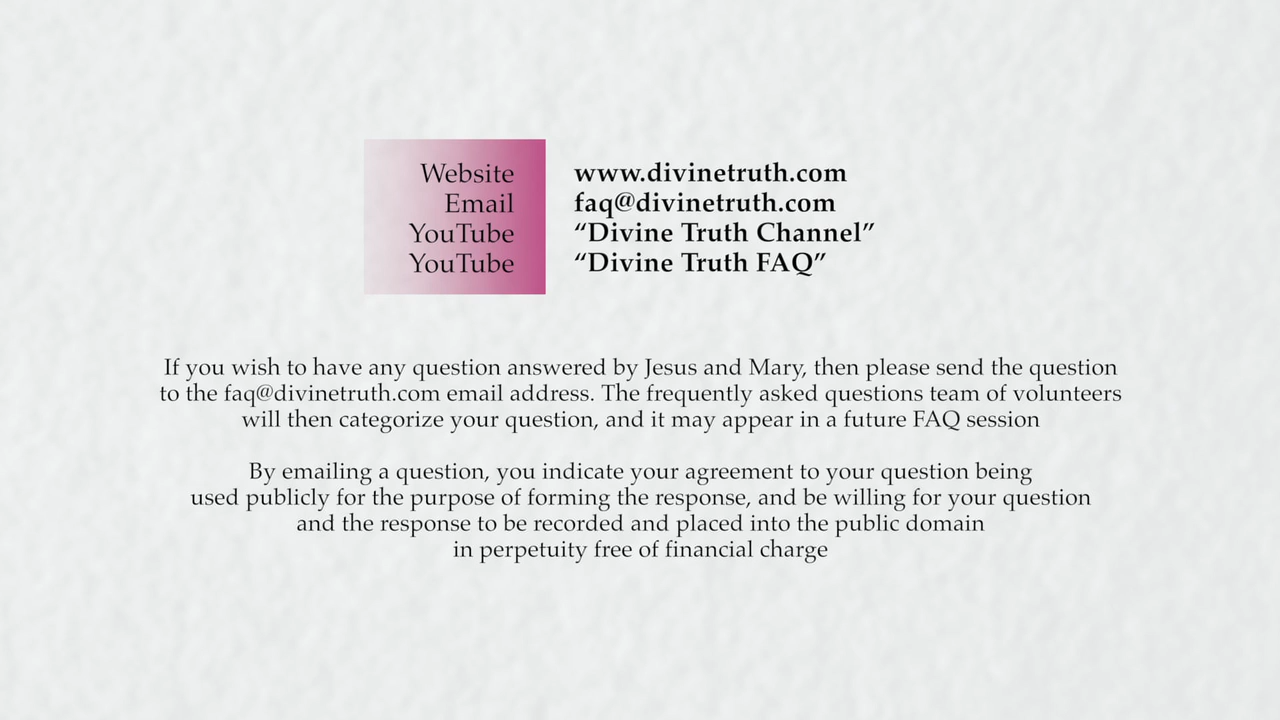 Website www.divinetruth.com
Email faq@divinetruth.com
YouTube “Divine Truth Channel”
YouTube “Divine Truth FAQ”
If you wish to have any question answered by Jesus and Mary, then please send the question
to the faq@divinetruth.com email address. The frequently asked questions team of volunteers
will then categorize your question, and it may appear in a future FAQ session
By emailing a question, you indicate your agreement to your question being
used publicly for the purpose of forming the response, and be willing for your question
and the response to be recorded and placed into the public domain
in perpetuity free of financial charge